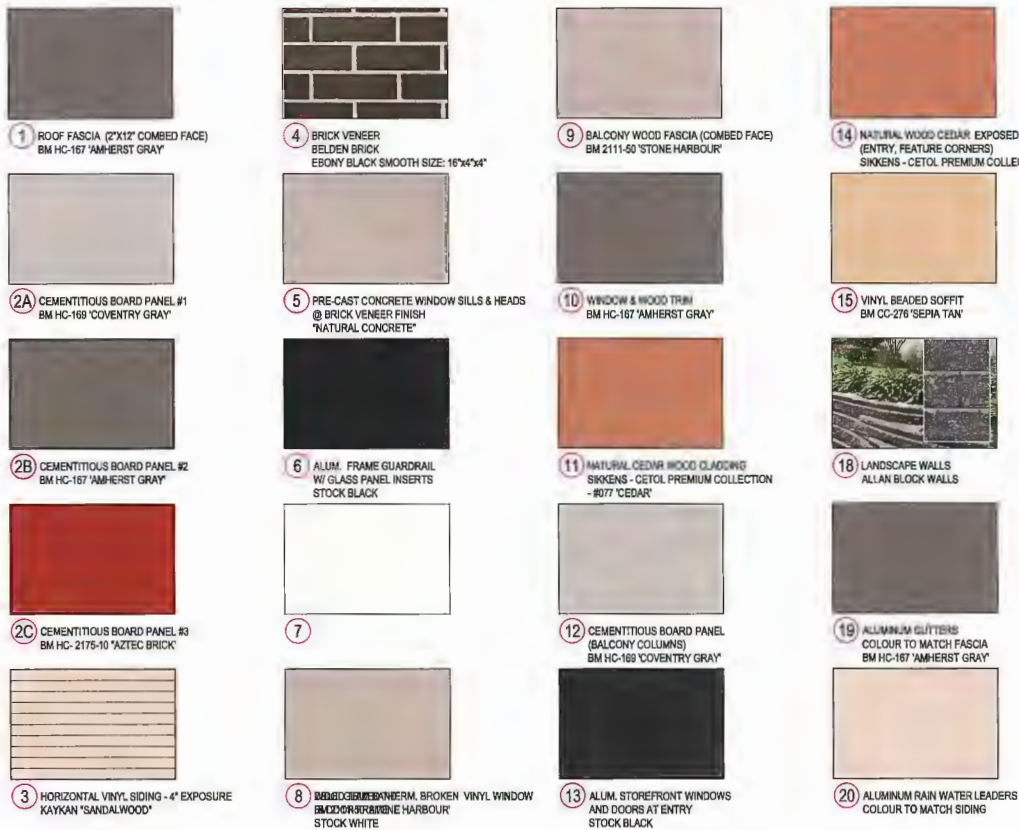 1 ROOF FASCIA (2"X12" COMBED FACE)
BM HC-167 'AMHERST GRAY'
2A CEMENTITIOUS BOARD PANEL #1
BM HC-169 'COVENTRY GRAY'
2B CEMENTITIOUS BOARD PANEL #2
BM HC-167 'AMHERST GRAY'
2C CEMENTITIOUS BOARD PANEL #3
BM HC- 2175-10 "AZTEC BRICK'
3 HORIZONTAL VINYL SIDING - 4" EXPOSURE
KAYKAN "SANDALWOOD"
4 BRICK VENEER
BELDEN BRICK
EBONY BLACK SMOOTH SIZE: 16"x4"x4"
5 PRE-CAST CONCRETE WINDOW SILLS & HEADS
@ BRICK VENEER FINISH
"NATURAL CONCRETE"
6 ALUM. FRAME GUARDRAIL
W/ GLASS PANEL INSERTS
STOCK BLACK
7
8 BROKEN VINYL WINDOW
HARBOUR'
STOCK WHITE
9 BALCONY WOOD FASCIA (COMBED FACE)
BM 2111-50 'STONE HARBOUR'
10 WINDOW & WOOD TRIM
BM HC-167 'AMHERST GRAY'
11 NATURAL CEDAR WOOD CLADDING
SIKKENS - CETOL PREMIUM COLLECTION
- #077 'CEDAR'
12 CEMENTITIOUS BOARD PANEL
(BALCONY COLUMNS)
BM HC-169 'COVENTRY GRAY'
13 ALUM. STOREFRONT WINDOWS
AND DOORS AT ENTRY
STOCK BLACK
14 NATURAL WOOD CEDAR EXPOSED
(ENTRY, FEATURE CORNERS)
SIKKENS - CETOL PREMIUM COLLE
15 VINYL BEADED SOFFIT
BM CC-276 'SEPIA TAN'
18 LANDSCAPE WALLS
ALLAN BLOCK WALLS
19 ALUMINUM GUTTERS
COLOUR TO MATCH FASCIA
BM HC-167 'AMHERST GRAY'
20 ALUMINUM RAIN WATER LEADERS
COLOUR TO MATCH SIDING